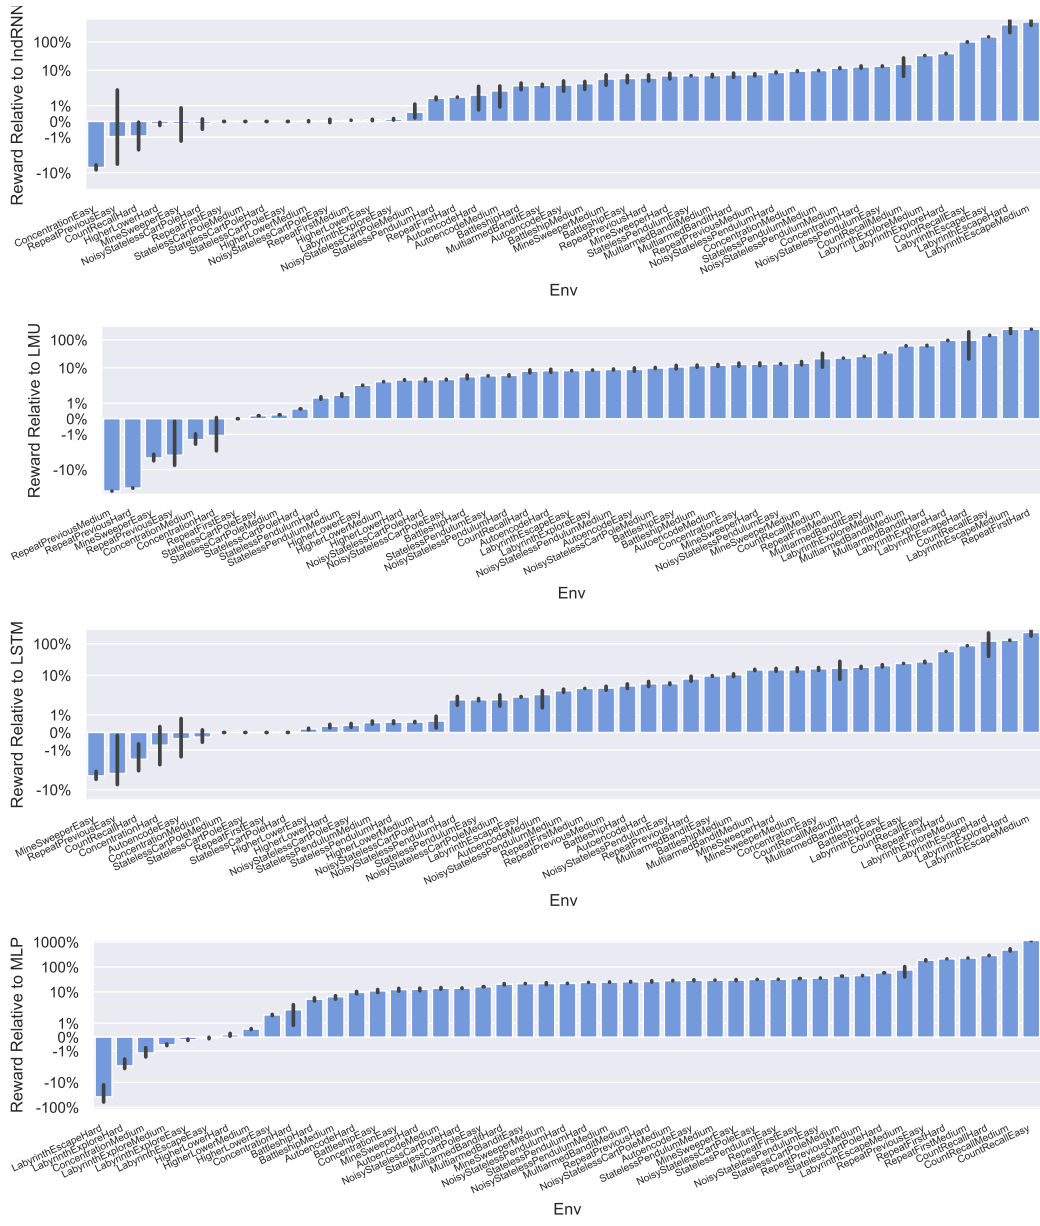 Reward Relative to IndRNN
100%
10%
1%
0%
-1%
-10%
ConcentrationEasy
RepeatPreviousEasy
CountRecallHard
HigherLowerHard
MineSweeperEasy
NoisyStatelessCartPoleHard
RepeatFirstEasy
StatelessCartPoleMedium
StatelessCartPoleHard
StatelessCartPoleEasy
HigherLowerMedium
NoisyStatelessCartPoleEasy
RepeatFirstMedium
HigherLowerEasy
LabyrinthExploreEasy
NoisyStatelessCartPoleMedium
StatelessPendulumHard
RepeatFirstHard
AutoencodeHard
AutoencodeMedium
BattleshipHard
MultiarmedBanditEasy
AutoencodeEasy
BattleshipMedium
MineSweeperMedium
BattleshipEasy
RepeatPreviousHard
MineSweeperHard
StatelessPendulumEasy
MultiarmedBanditMedium
MultiarmedBanditHard
RepeatPreviousMedium
NoisyStatelessPendulumHard
ConcentrationMedium
StatelessPendulumMedium
NoisyStatelessPendulumMedium
ConcentrationHard
NoisyStatelessPendulumEasy
CountRecallMedium
LabyrinthExploreMedium
LabyrinthExploreHard
CountRecallEasy
LabyrinthEscapeEasy
LabyrinthEscapeHard
LabyrinthEscapeMedium
Env
Reward Relative to LMU
100%
10%
1%
0%
-1%
-10%
RepeatPreviousMedium
RepeatPreviousHard
MineSweeperEasy
RepeatPreviousEasy
ConcentrationMedium
ConcentrationHard
RepeatFirstEasy
StatelessCartPoleEasy
StatelessCartPoleMedium
StatelessCartPoleHard
StatelessPendulumHard
StatelessPendulumMedium
HigherLowerEasy
HigherLowerMedium
HigherLowerHard
NoisyStatelessCartPoleHard
NoisyStatelessCartPoleEasy
BattleshipHard
StatelessPendulumEasy
NoisyStatelessPendulumHard
CountRecallHard
AutoencodeHard
LabyrinthEscapeEasy
LabyrinthExploreEasy
NoisyStatelessPendulumMedium
AutoencodeEasy
NoisyStatelessCartPoleMedium
BattleshipEasy
BattleshipMedium
AutoencodeMedium
ConcentrationEasy
MineSweeperHard
NoisyStatelessPendulumEasy
MineSweeperMedium
CountRecallMedium
RepeatFirstMedium
MultiarmedBanditEasy
LabyrinthExploreMedium
MultiarmedBanditMedium
MultiarmedBanditHard
LabyrinthExploreHard
LabyrinthEscapeHard
CountRecallEasy
LabyrinthEscapeMedium
RepeatFirstHard
Env
Reward Relative to LSTM
100%
10%
1%
0%
-1%
-10%
MineSweeperEasy
RepeatPreviousEasy
CountRecallHard
ConcentrationHard
AutoencodeEasy
ConcentrationMedium
StatelessCartPoleMedium
StatelessCartPoleEasy
RepeatFirstEasy
StatelessCartPoleHard
HigherLowerEasy
HigherLowerHard
NoisyStatelessCartPoleEasy
StatelessPendulumMedium
StatelessPendulumHard
HigherLowerMedium
NoisyStatelessCartPoleHard
NoisyStatelessPendulumHard
StatelessPendulumEasy
NoisyStatelessCartPoleMedium
LabyrinthEscapeEasy
AutoencodeMedium
NoisyStatelessPendulumMedium
RepeatFirstMedium
RepeatPreviousMedium
BattleshipHard
AutoencodeHard
NoisyStatelessPendulumEasy
RepeatPreviousHard
MultiarmedBanditEasy
BattleshipMedium
MultiarmedBanditMedium
MineSweeperHard
MineSweeperMedium
ConcentrationEasy
CountRecallMedium
MultiarmedBanditHard
BattleshipEasy
LabyrinthExploreEasy
CountRecallEasy
RepeatFirstHard
LabyrinthExploreMedium
LabyrinthEscapeHard
LabyrinthExploreHard
LabyrinthEscapeMedium
Env
Reward Relative to MLP
1000%
100%
10%
1%
0%
-1%
-10%
-100%
LabyrinthEscapeHard
LabyrinthExploreHard
ConcentrationMedium
LabyrinthExploreMedium
LabyrinthExploreEasy
LabyrinthEscapeEasy
HigherLowerHard
HigherLowerMedium
HigherLowerEasy
ConcentrationHard
BattleshipHard
BattleshipMedium
AutoencodeHard
BattleshipEasy
ConcentrationEasy
MineSweeperHard
NoisyStatelessCartPoleHard
StatelessCartPoleEasy
MultiarmedBanditHard
MultiarmedBanditEasy
MineSweeperMedium
NoisyStatelessPendulumHard
StatelessPendulumHard
NoisyStatelessPendulumMedium
MultiarmedBanditMedium
RepeatPreviousHard
NoisyStatelessCartPoleMedium
AutoencodeMedium
StatelessPendulumMedium
MineSweeperEasy
NoisyStatelessCartPoleEasy
StatelessPendulumEasy
RepeatFirstEasy
NoisyStatelessPendulumEasy
StatelessCartPoleMedium
RepeatPreviousMedium
StatelessCartPoleHard
LabyrinthEscapeMedium
RepeatPreviousEasy
RepeatFirstHard
RepeatFirstMedium
CountRecallHard
CountRecallMedium
CountRecallEasy
Env